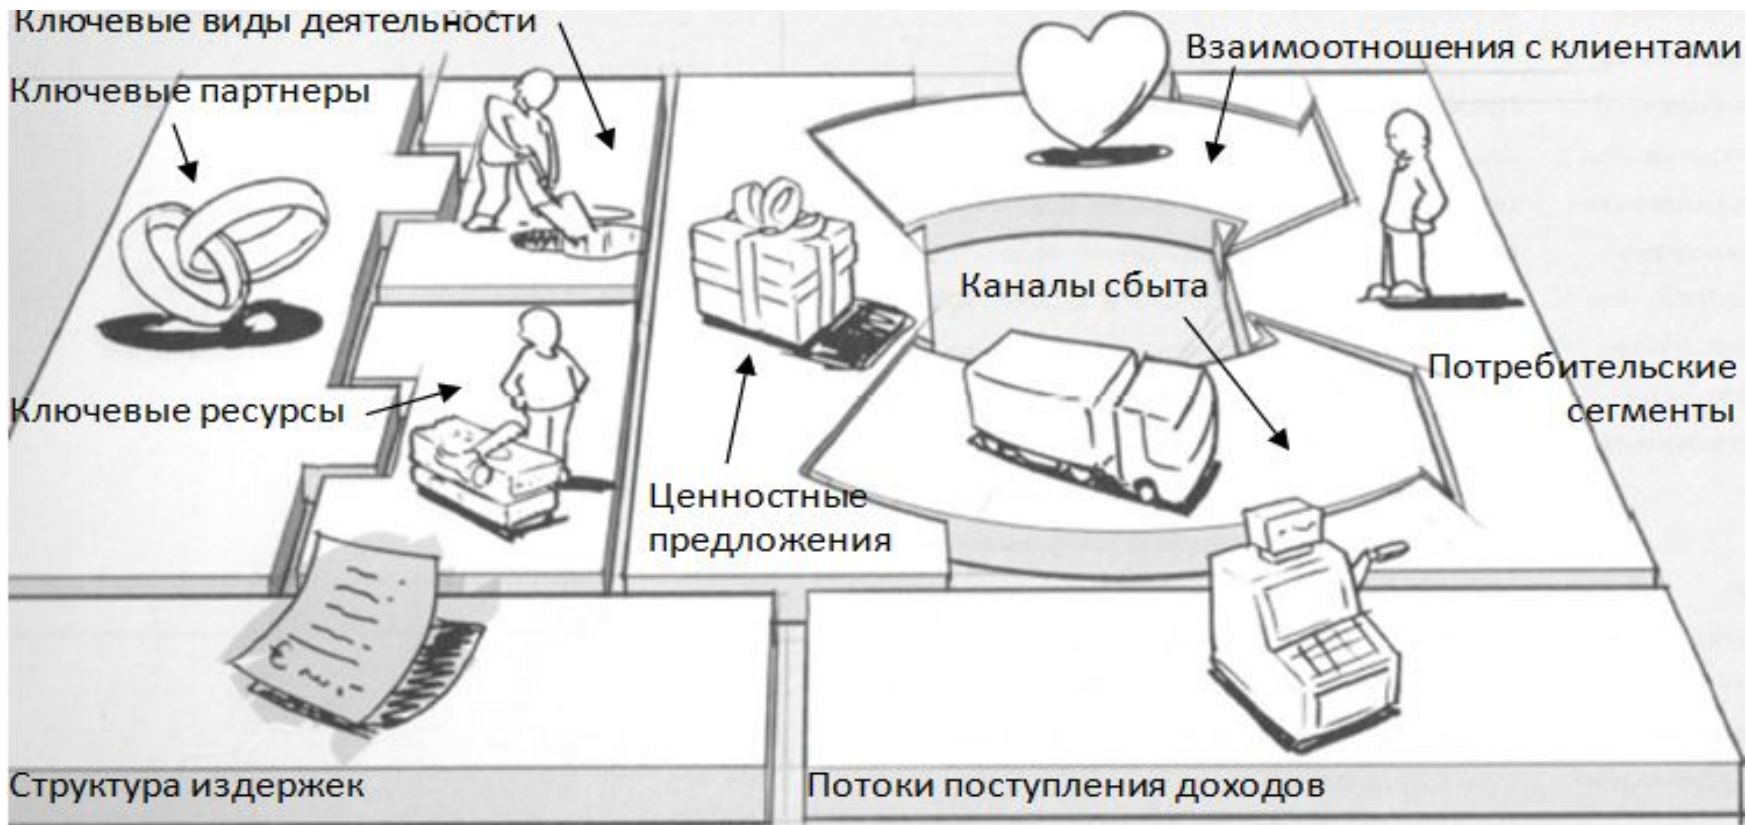 Ключевые виды деятельности
Взаимоотношения с клиентами
Ключевые партнеры
Каналы сбыта
Потребительские
сегменты
Ключевые ресурсы
Ценностные
предложения
Структура издержек
Потоки поступления доходов